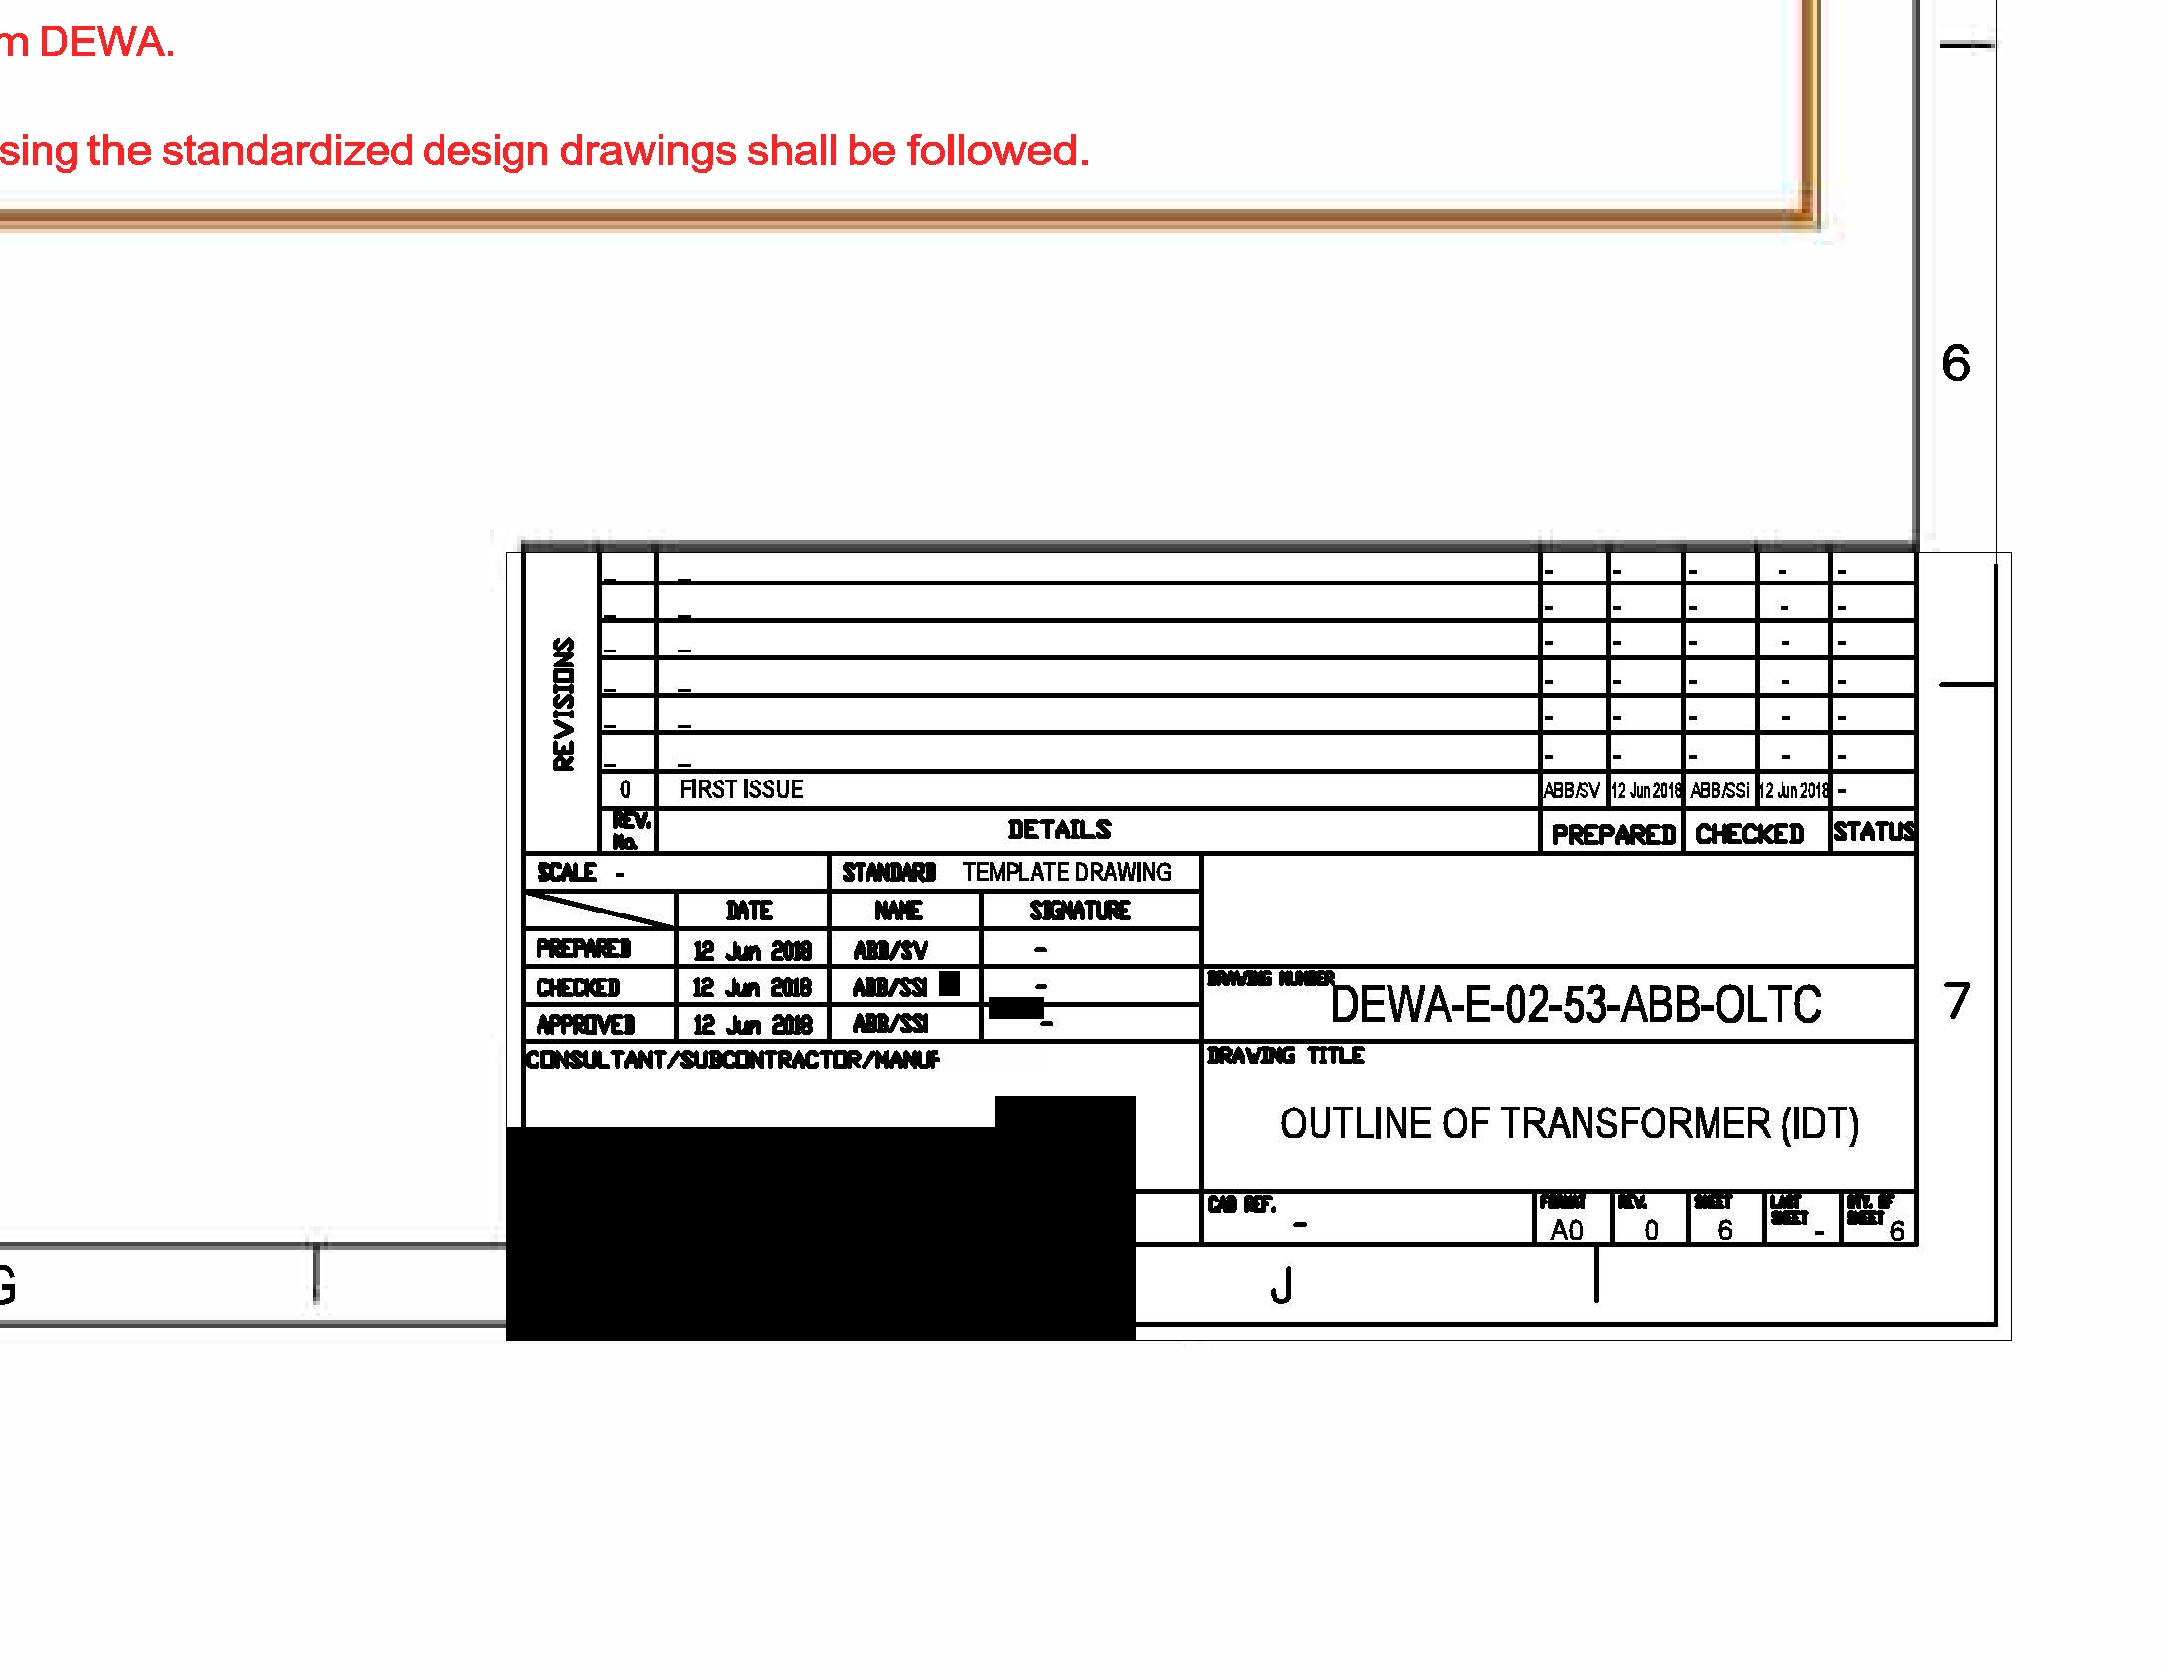 m DEWA.
sing the standardized design drawings shall be followed.
6
REVISIONS
_ _ - - - - -
_ _ - - - - -
_ _ - - - - -
_ _ - - - - -
_ _ - - - - -
_ _ - - - - -
0 FIRST ISSUE ABB/SV 12 Jun 2018 ABB/SSi 12 Jun 2018 -
REV. No. DETAILS PREPARED CHECKED STATUS
SCALE - STANDARD TEMPLATE DRAWING
DATE NAME SIGNATURE
PREPARED 12 Jun 2018 ABB/SV -
CHECKED 12 Jun 2018 ABB/SSI -
APPROVED 12 Jun 2018 ABB/SSI -
DRAWING NUMBER
DEWA-E-02-53-ABB-OLTC
7
CONSULTANT/SUBCONTRACTOR/MANUF
DRAWING TITLE
OUTLINE OF TRANSFORMER (IDT)
CAD REF. FORMAT REV. SHEET LAST SHEET QTY. OF SHEET
- A0 0 6 - 6
G J